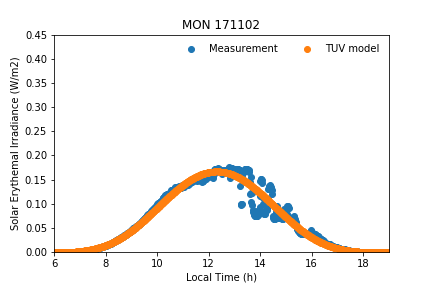 MON 171102
Measurement
TUV model
Solar Erythemal Irradiance (W/m2)
0.45
0.40
0.35
0.30
0.25
0.20
0.15
0.10
0.05
0.00
6 8 10 12 14 16 18
Local Time (h)